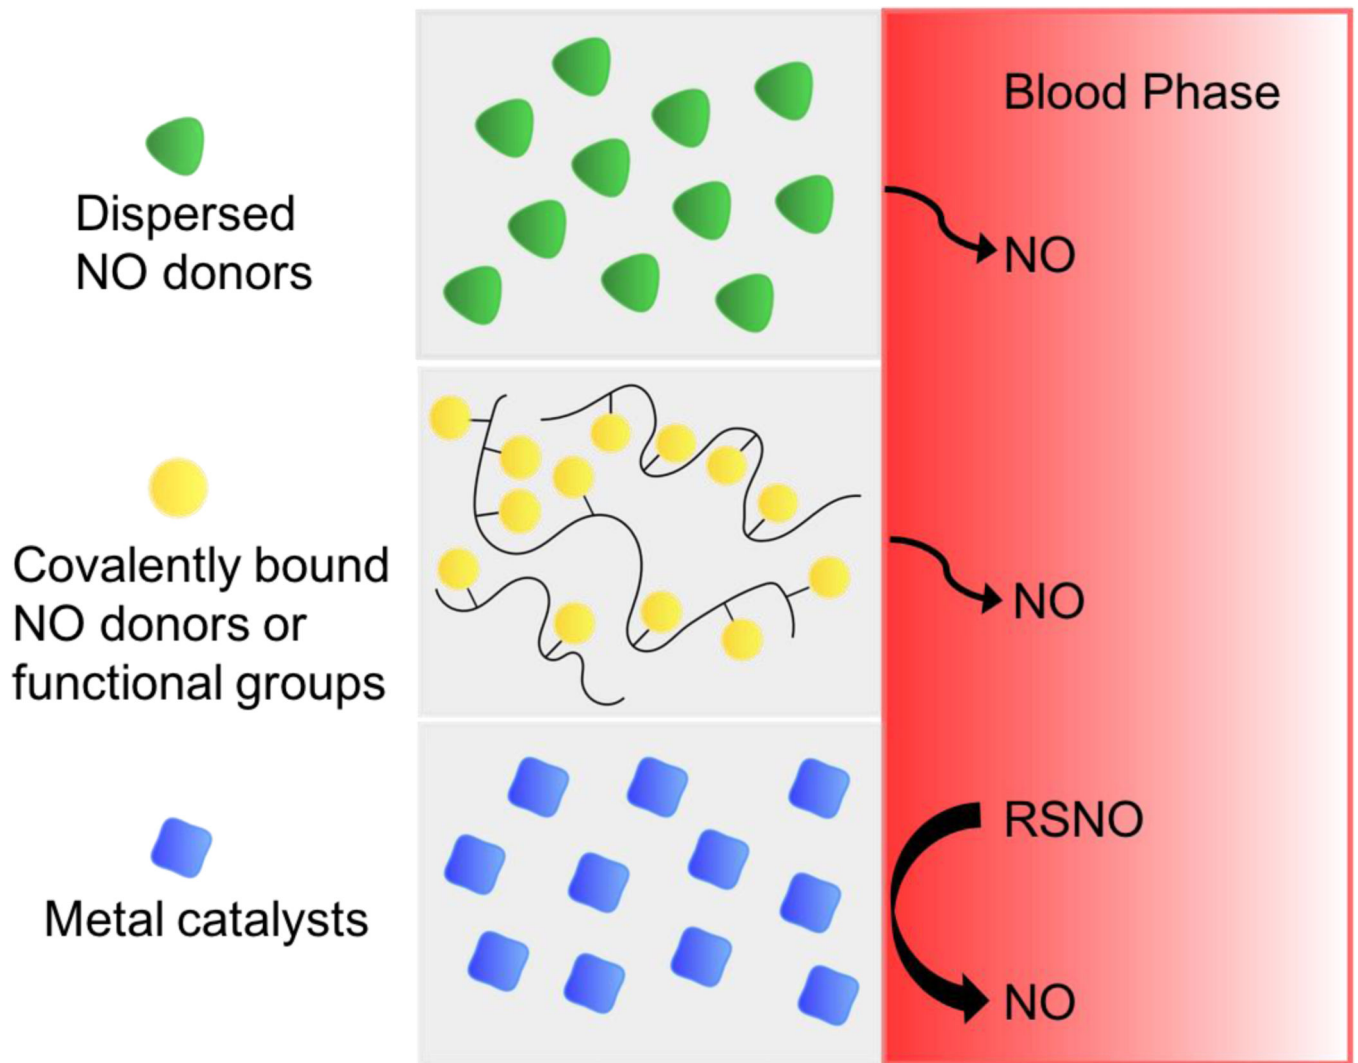 Blood Phase
Dispersed
NO donors
NO
Covalently bound
NO donors or
functional groups
NO
Metal catalysts
RSNO
NO